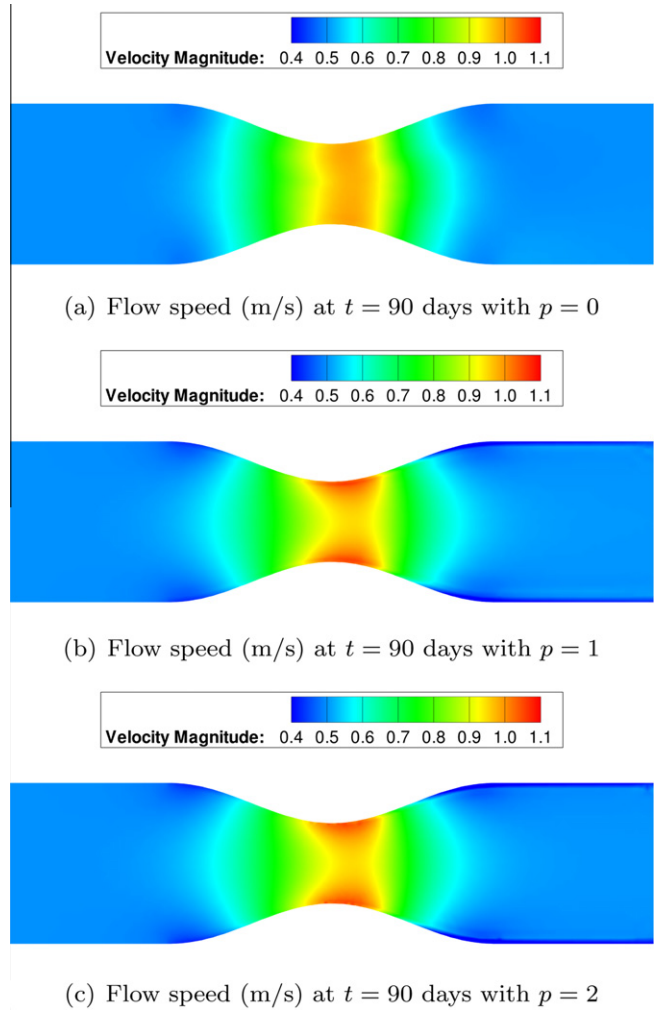 Velocity Magnitude: 0.4 0.5 0.6 0.7 0.8 0.9 1.0 1.1
(a) Flow speed (m/s) at t = 90 days with p = 0
Velocity Magnitude: 0.4 0.5 0.6 0.7 0.8 0.9 1.0 1.1
(b) Flow speed (m/s) at t = 90 days with p = 1
Velocity Magnitude: 0.4 0.5 0.6 0.7 0.8 0.9 1.0 1.1
(c) Flow speed (m/s) at t = 90 days with p = 2